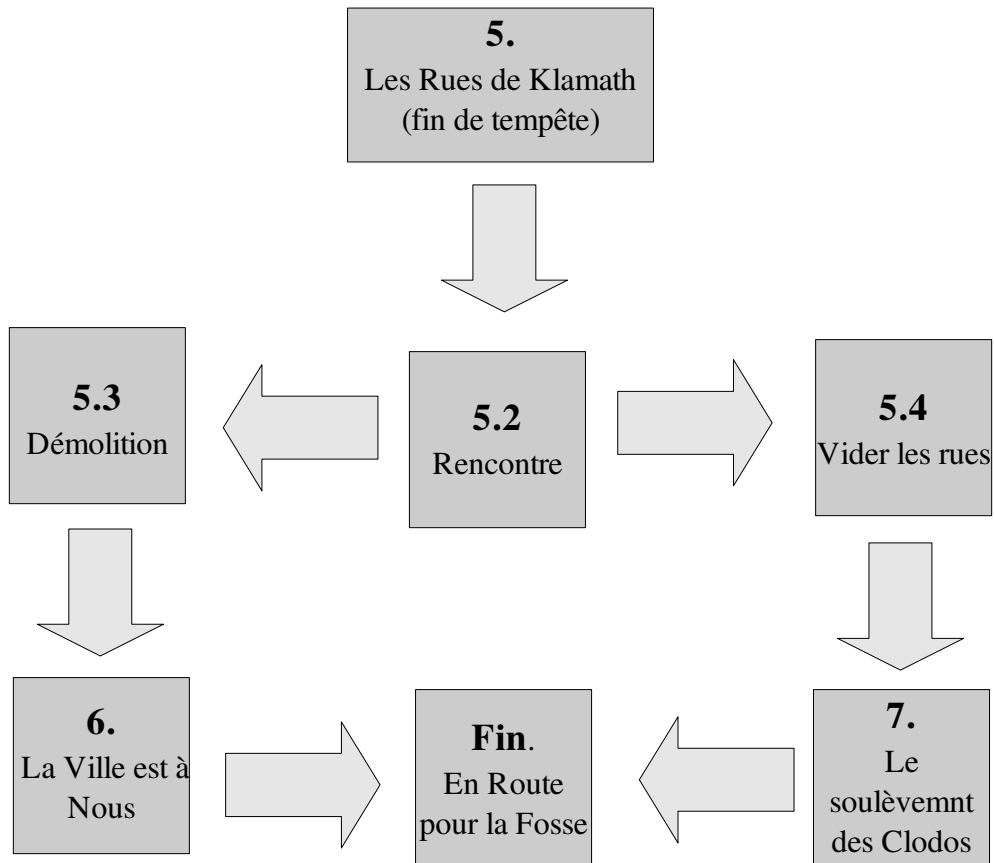 5.
Les Rues de Klamath
(fin de tempête)
5.3
Démolition
5.2
Rencontre
5.4
Vider les rues
6.
La Ville est à
Nous
Fin.
En Route
pour la Fosse
7.
Le
soulèvemnt
des Clodos